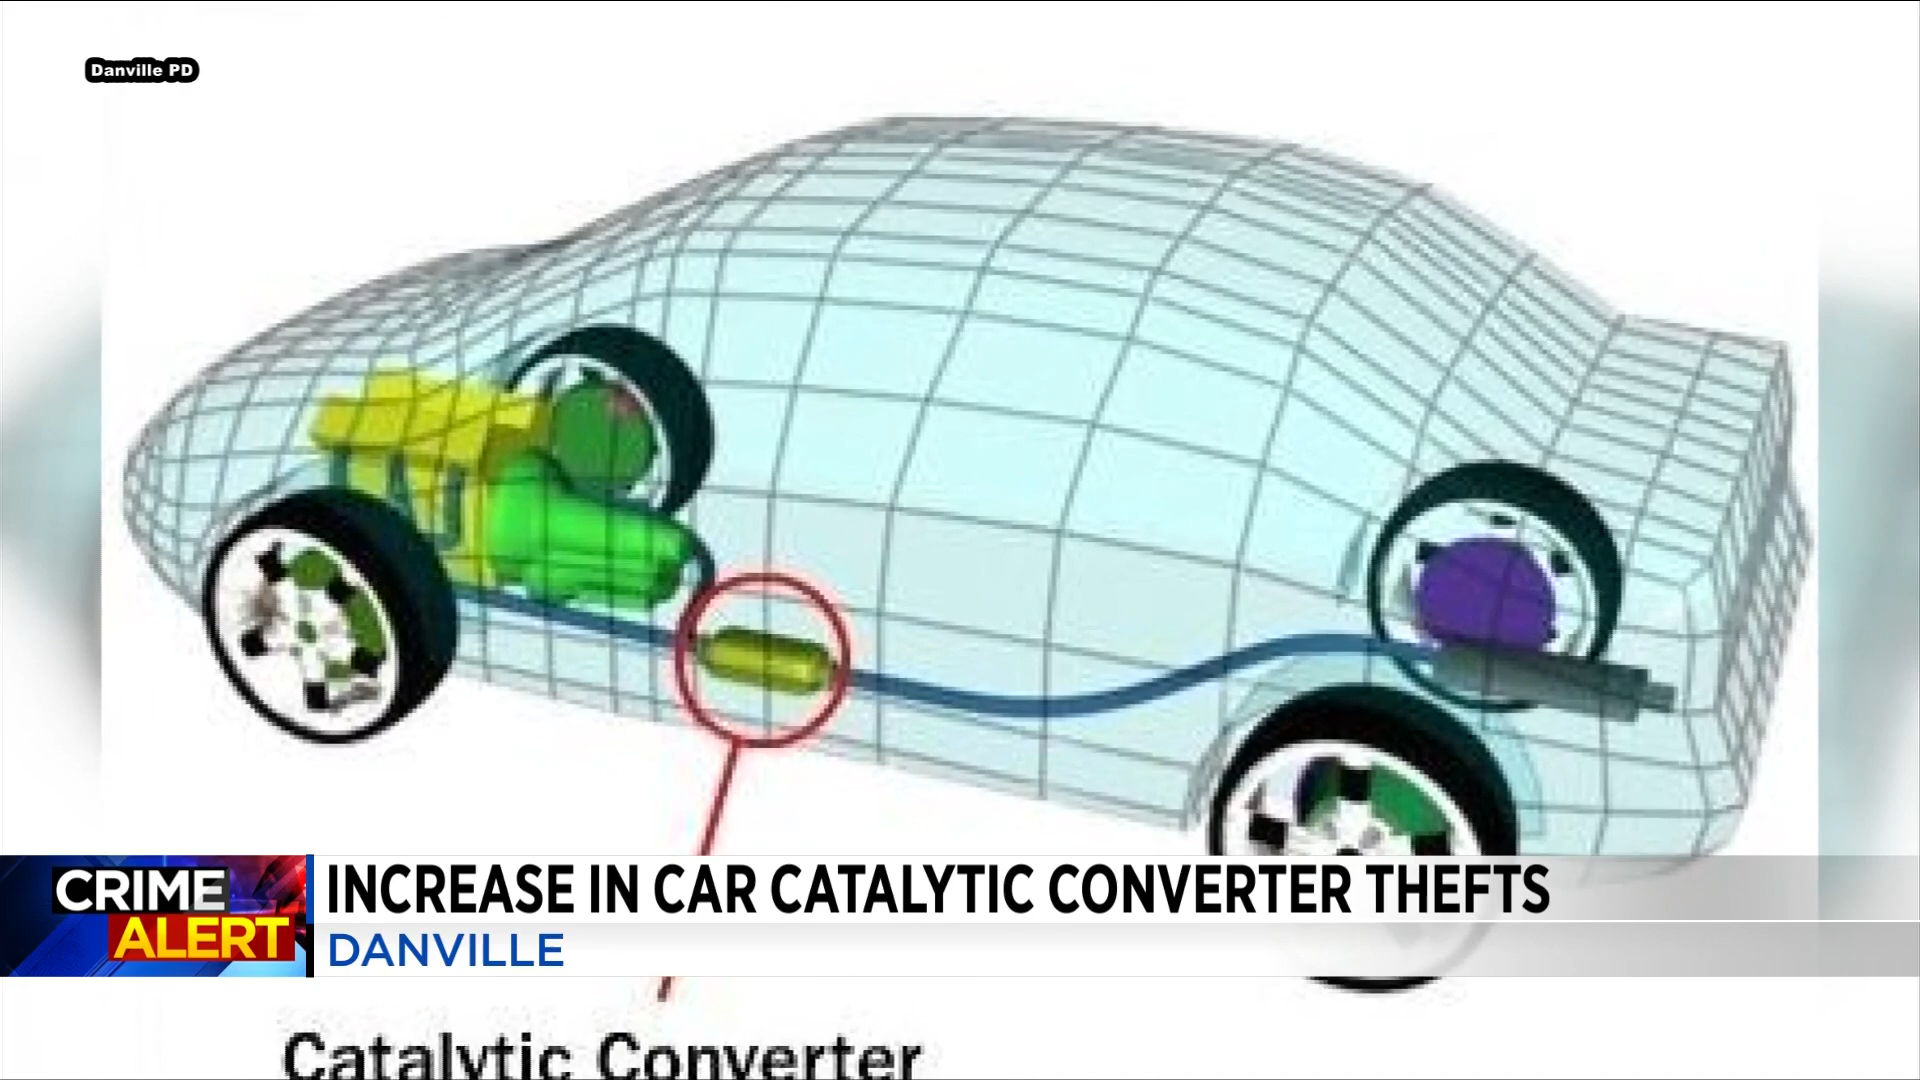 Danville PD
CRIME
ALERT
INCREASE IN CAR CATALYTIC CONVERTER THEFTS
DANVILLE
Catalytic Converter